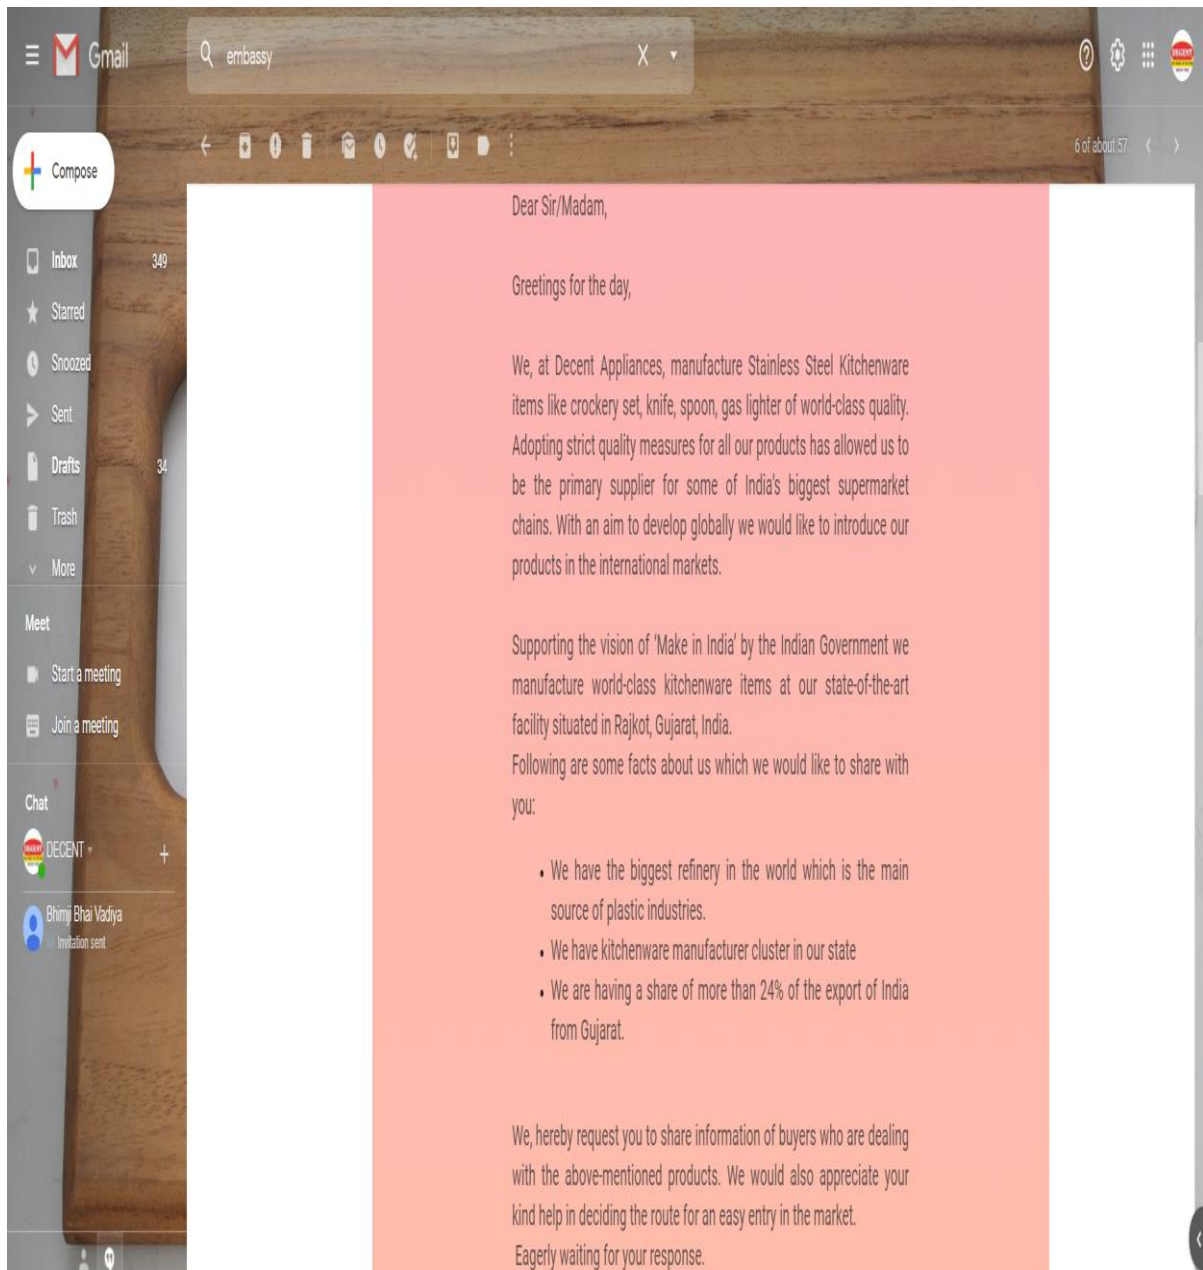 Gmail
embassy
X
6 of about 57
Compose
Inbox 349
Starred
Snoozed
Sent
Drafts 34
Trash
More
Meet
Start a meeting
Join a meeting
Chat
DECENT
Bhimji Bhai Vadiya
Invitation sent
Dear Sir/Madam,
Greetings for the day,
We, at Decent Appliances, manufacture Stainless Steel Kitchenware
items like crockery set, knife, spoon, gas lighter of world-class quality.
Adopting strict quality measures for all our products has allowed us to
be the primary supplier for some of India's biggest supermarket
chains. With an aim to develop globally we would like to introduce our
products in the international markets.
Supporting the vision of 'Make in India' by the Indian Government we
manufacture world-class kitchenware items at our state-of-the-art
facility situated in Rajkot, Gujarat, India.
Following are some facts about us which we would like to share with
you:
• We have the biggest refinery in the world which is the main
source of plastic industries.
• We have kitchenware manufacturer cluster in our state
• We are having a share of more than 24% of the export of India
from Gujarat.
We, hereby request you to share information of buyers who are dealing
with the above-mentioned products. We would also appreciate your
kind help in deciding the route for an easy entry in the market.
Eagerly waiting for your response.